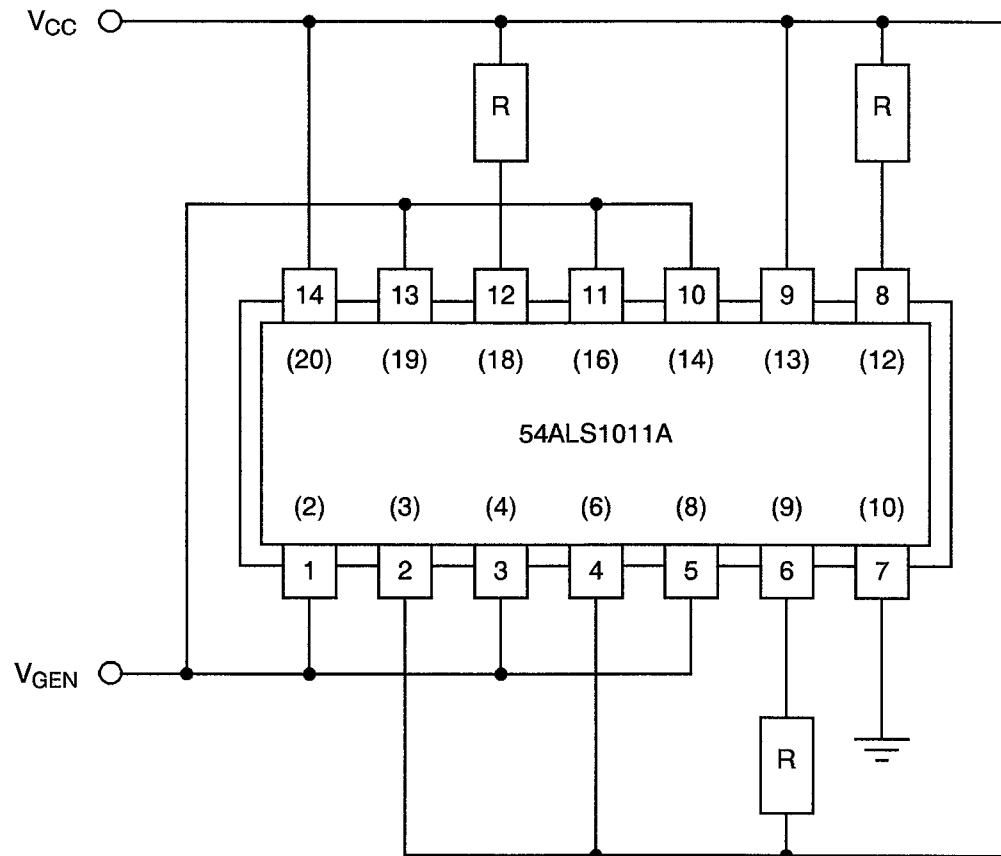 VCC
R R
14 13 12 11 10 9 8
(20) (19) (18) (16) (14) (13) (12)
54ALS1011A
(2) (3) (4) (6) (8) (9) (10)
1 2 3 4 5 6 7
VGEN
R